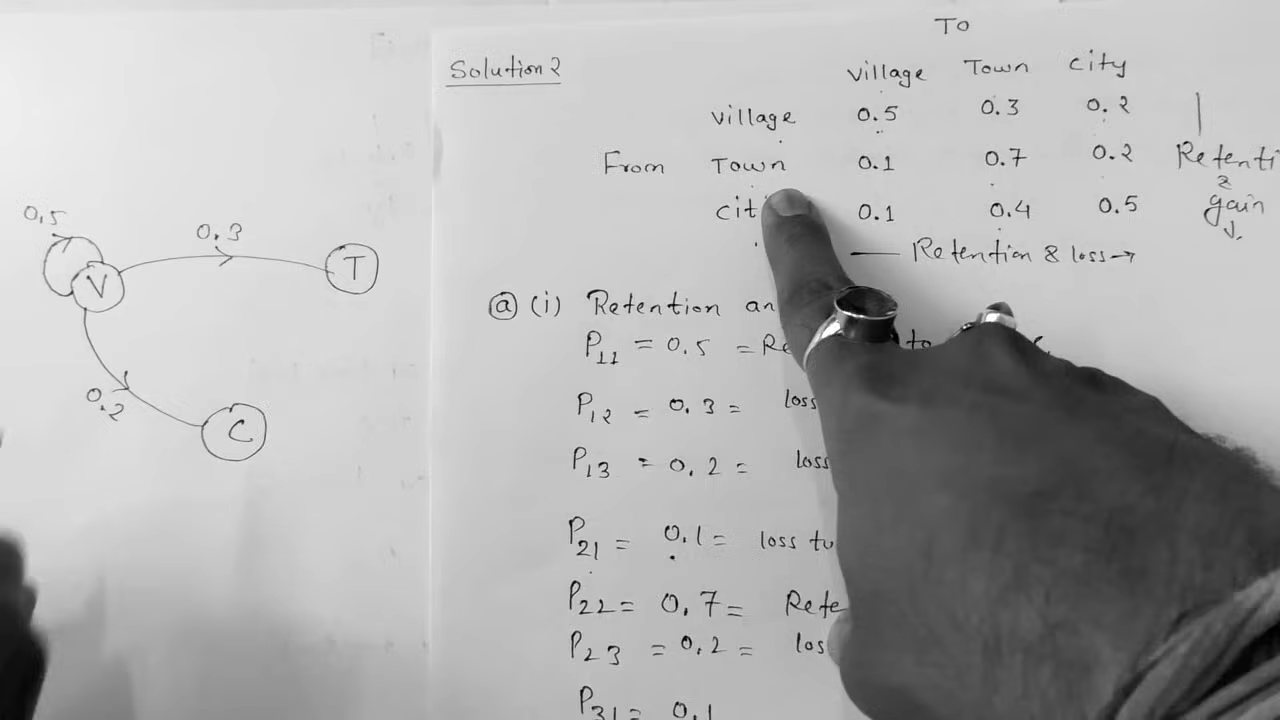 0.5
0.3
V
T
0.2
C
Solution 2
TO
Village Town City
Village 0.5 0.3 0.2
From Town 0.1 0.7 0.2
0.1 0.4 0.5 gain
Retention & loss
(a) (i) Retention
P11 = 0.5 =
P12 = 0.3 = loss
P13 = 0.2 = loss
P21 = 0.1 = loss to
P22 = 0.7 =
P23 = 0.2 =
P31 = 0.1